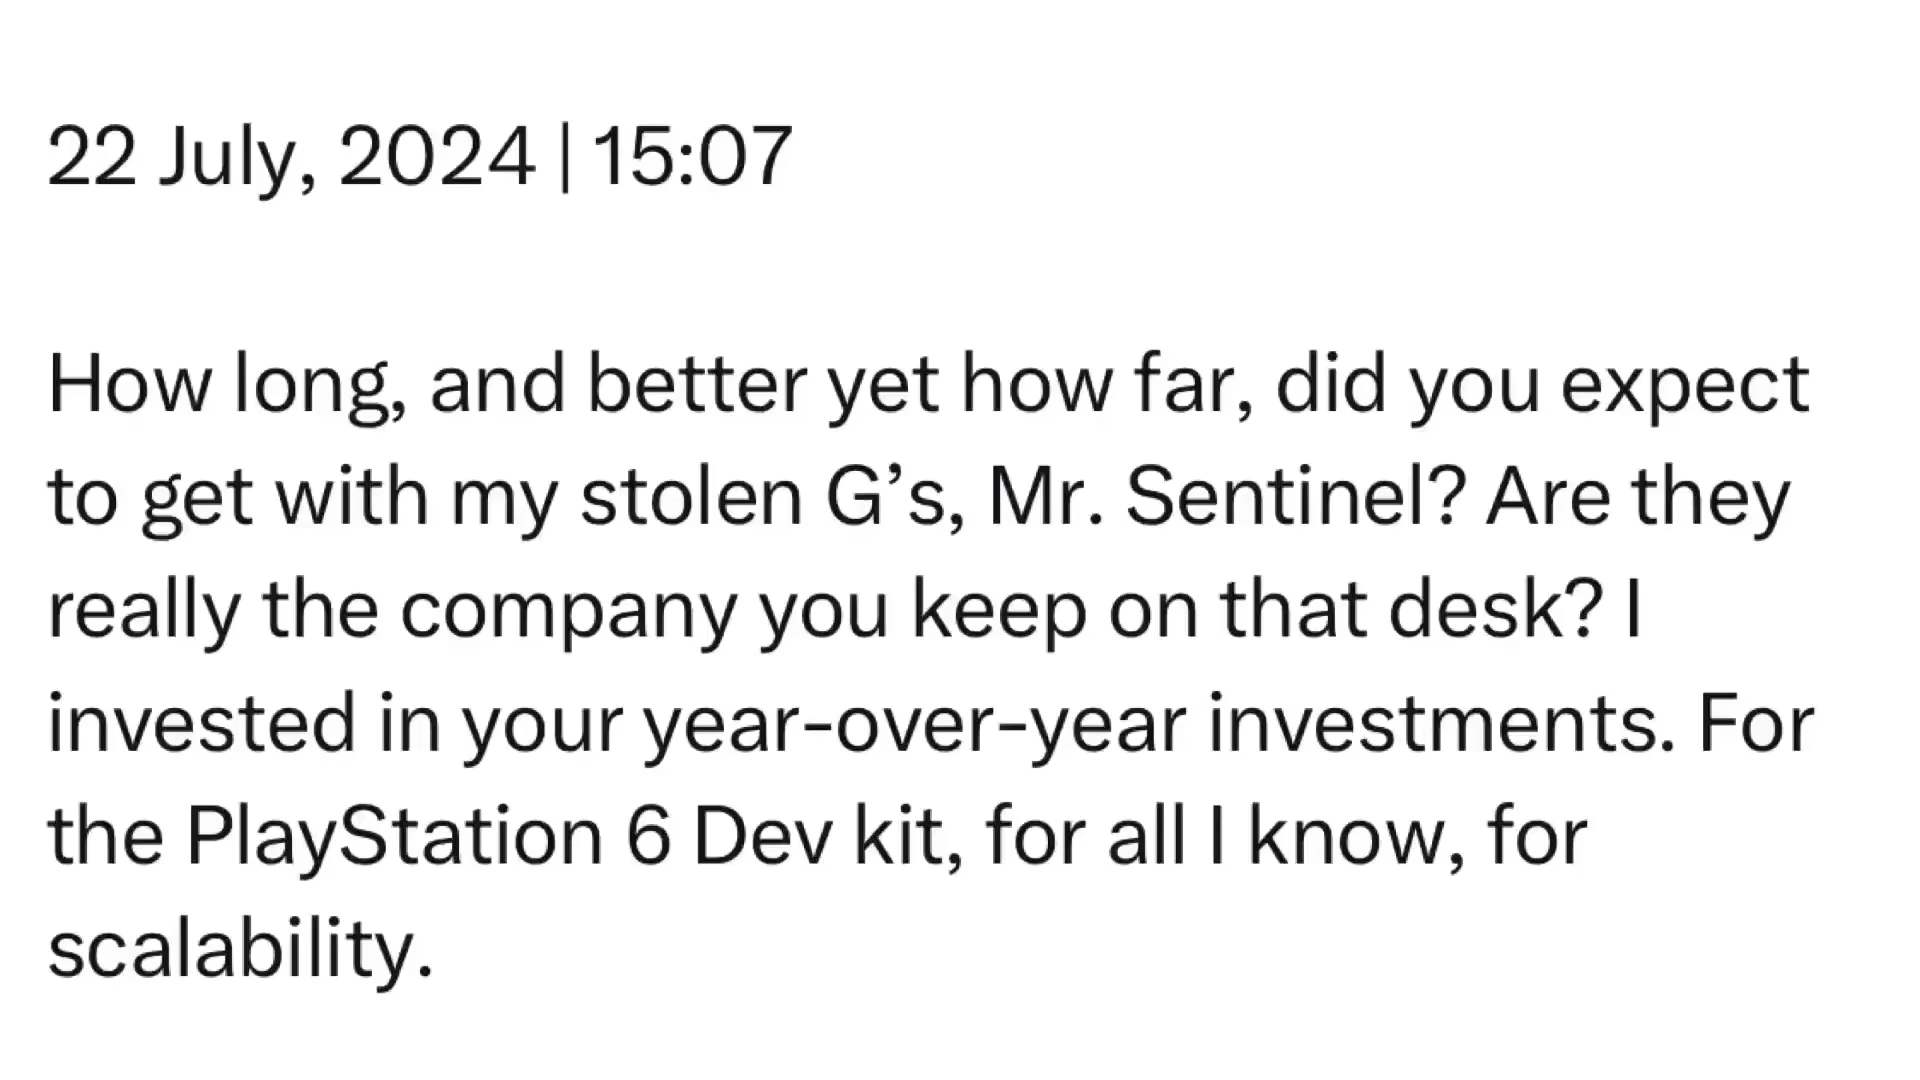 22 July, 2024 | 15:07
How long, and better yet how far, did you expect
to get with my stolen G’s, Mr. Sentinel? Are they
really the company you keep on that desk? I
invested in your year-over-year investments. For
the PlayStation 6 Dev kit, for all I know, for
scalability.